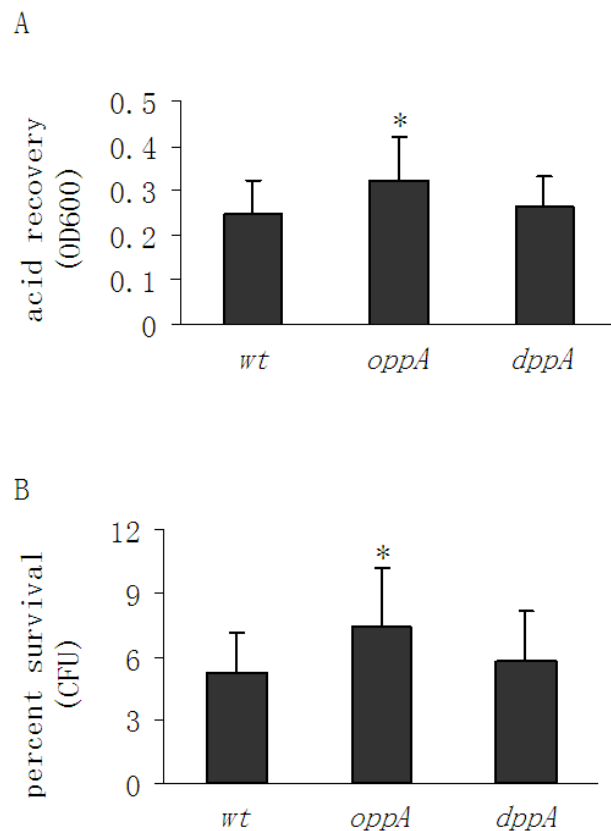 A
acid recovery
(OD600)
0.5
0.4
0.3
0.2
0.1
0
*
wt oppA dppA
B
percent survival
(CFU)
12
9
6
3
0
*
wt oppA dppA